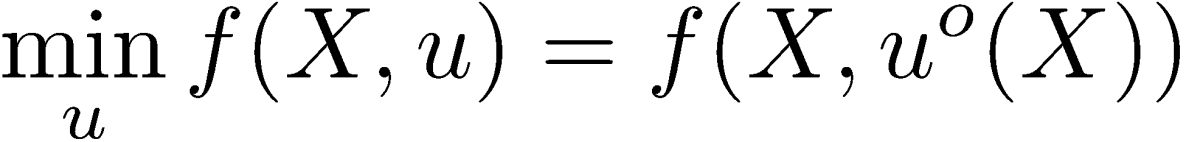 min_u f(X, u) = f(X, u^o(X))